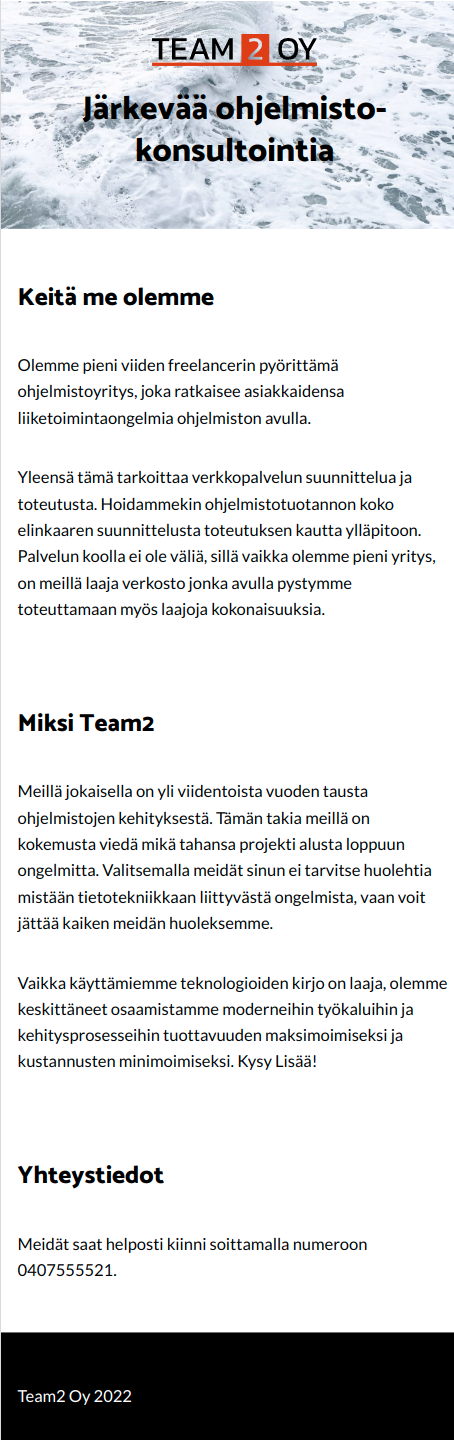 TEAM 2 OY
Järkevää ohjelmisto-
konsultointia
Keitä me olemme
Olemme pieni viiden freelancerin pyörittämä
ohjelmistoyritys, joka ratkaisee asiakkaidensa
liiketoimintaongelmia ohjelmiston avulla.
Yleensä tämä tarkoittaa verkkopalvelun suunnittelua ja
toteutusta. Hoidammekin ohjelmistotuotannon koko
elinkaaren suunnittelusta toteutuksen kautta ylläpitoon.
Palvelun koolla ei ole väliä, sillä vaikka olemme pieni yritys,
on meillä laaja verkosto jonka avulla pystymme
toteuttamaan myös laajoja kokonaisuuksia.
Miksi Team2
Meillä jokaisella on yli viidentoista vuoden tausta
ohjelmistojen kehityksestä. Tämän takia meillä on
kokemusta viedä mikä tahansa projekti alusta loppuun
ongelmitta. Valitsemalla meidät sinun ei tarvitse huolehtia
mistään tietotekniikkaan liittyvästä ongelmista, vaan voit
jättää kaiken meidän huoleksemme.
Vaikka käyttämiemme teknologioiden kirjo on laaja, olemme
keskittäneet osaamistamme moderneihin työkaluihin ja
kehitysprosesseihin tuottavuuden maksimoimiseksi ja
kustannusten minimoimiseksi. Kysy Lisää!
Yhteystiedot
Meidät saat helposti kiinni soittamalla numeroon
0407555521.
Team2 Oy 2022